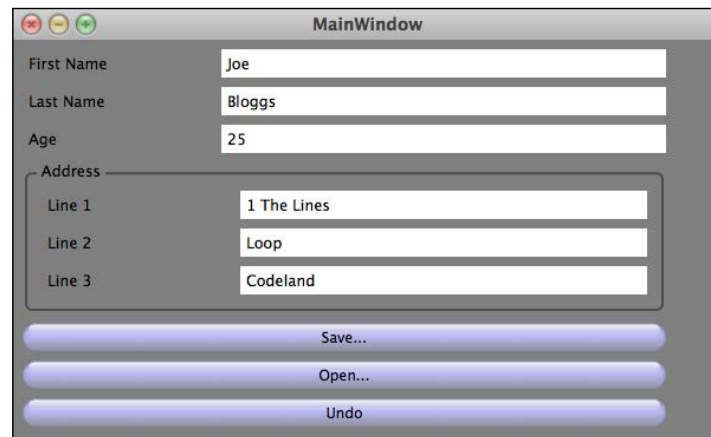 MainWindow
First Name Joe
Last Name Bloggs
Age 25
Address
Line 1 1 The Lines
Line 2 Loop
Line 3 Codeland
Save...
Open...
Undo